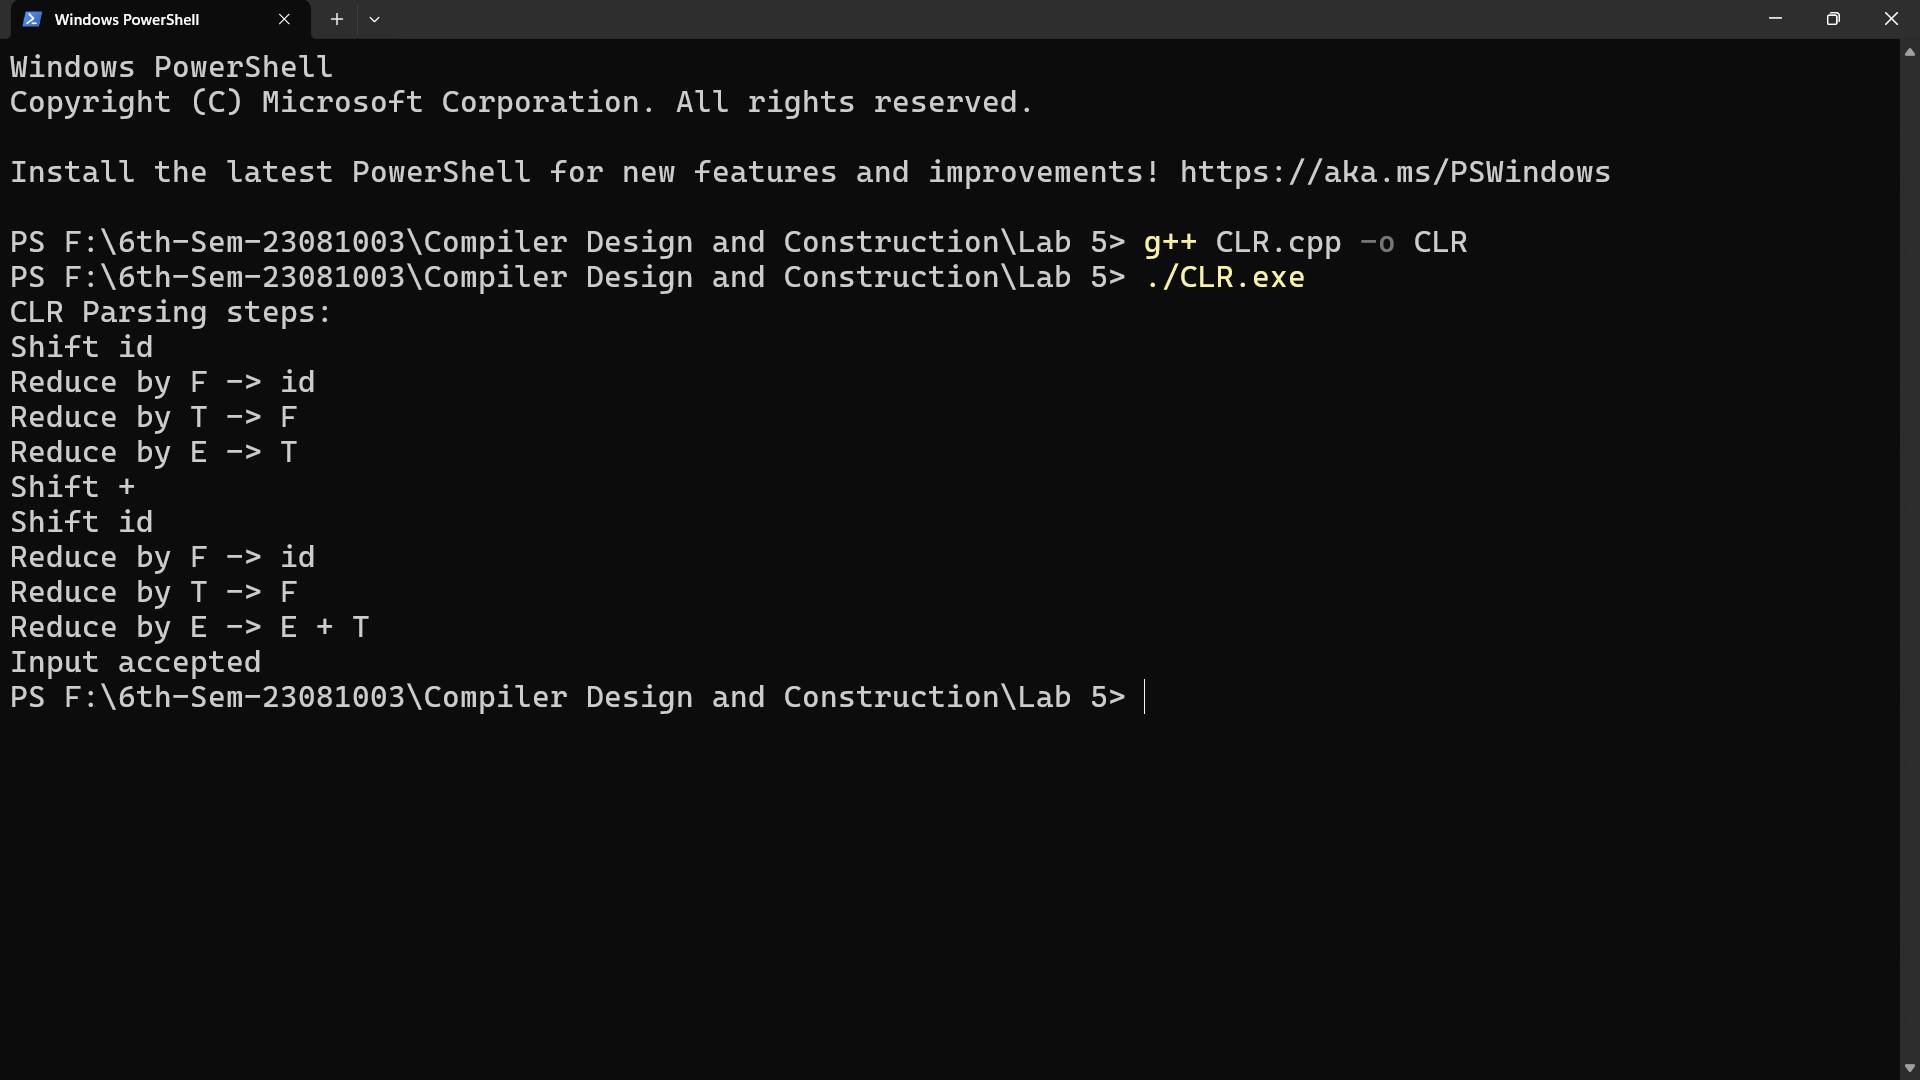 Windows PowerShell
Windows PowerShell
Copyright (C) Microsoft Corporation. All rights reserved.
Install the latest PowerShell for new features and improvements! https://aka.ms/PSWindows
PS F:\6th-Sem-23081003\Compiler Design and Construction\Lab 5> g++ CLR.cpp -o CLR
PS F:\6th-Sem-23081003\Compiler Design and Construction\Lab 5> ./CLR.exe
CLR Parsing steps:
Shift id
Reduce by F -> id
Reduce by T -> F
Reduce by E -> T
Shift +
Shift id
Reduce by F -> id
Reduce by T -> F
Reduce by E -> E + T
Input accepted
PS F:\6th-Sem-23081003\Compiler Design and Construction\Lab 5>